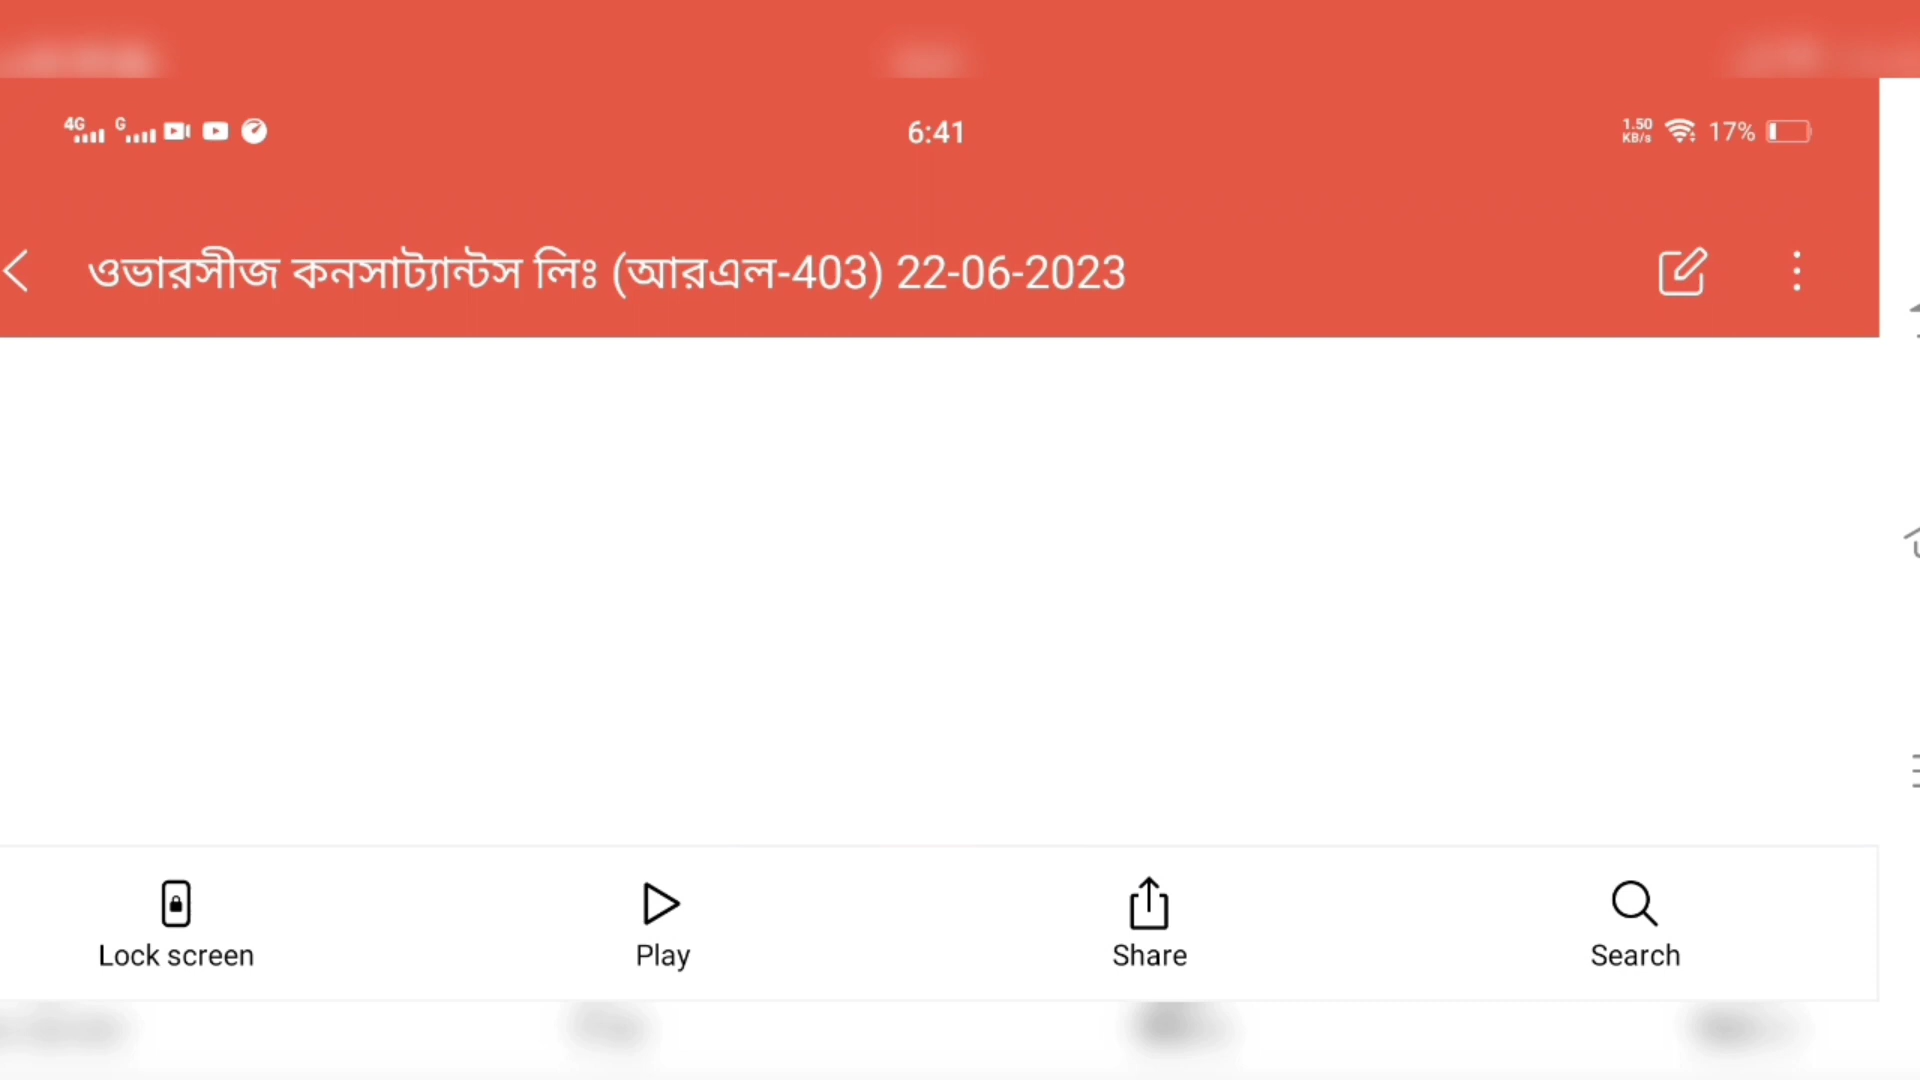 4G G 6:41 1.50 KB/s 17%
ওভারসীজ কনসাট্যান্টস লিঃ (আরএল-403) 22-06-2023
Lock screen Play Share Search